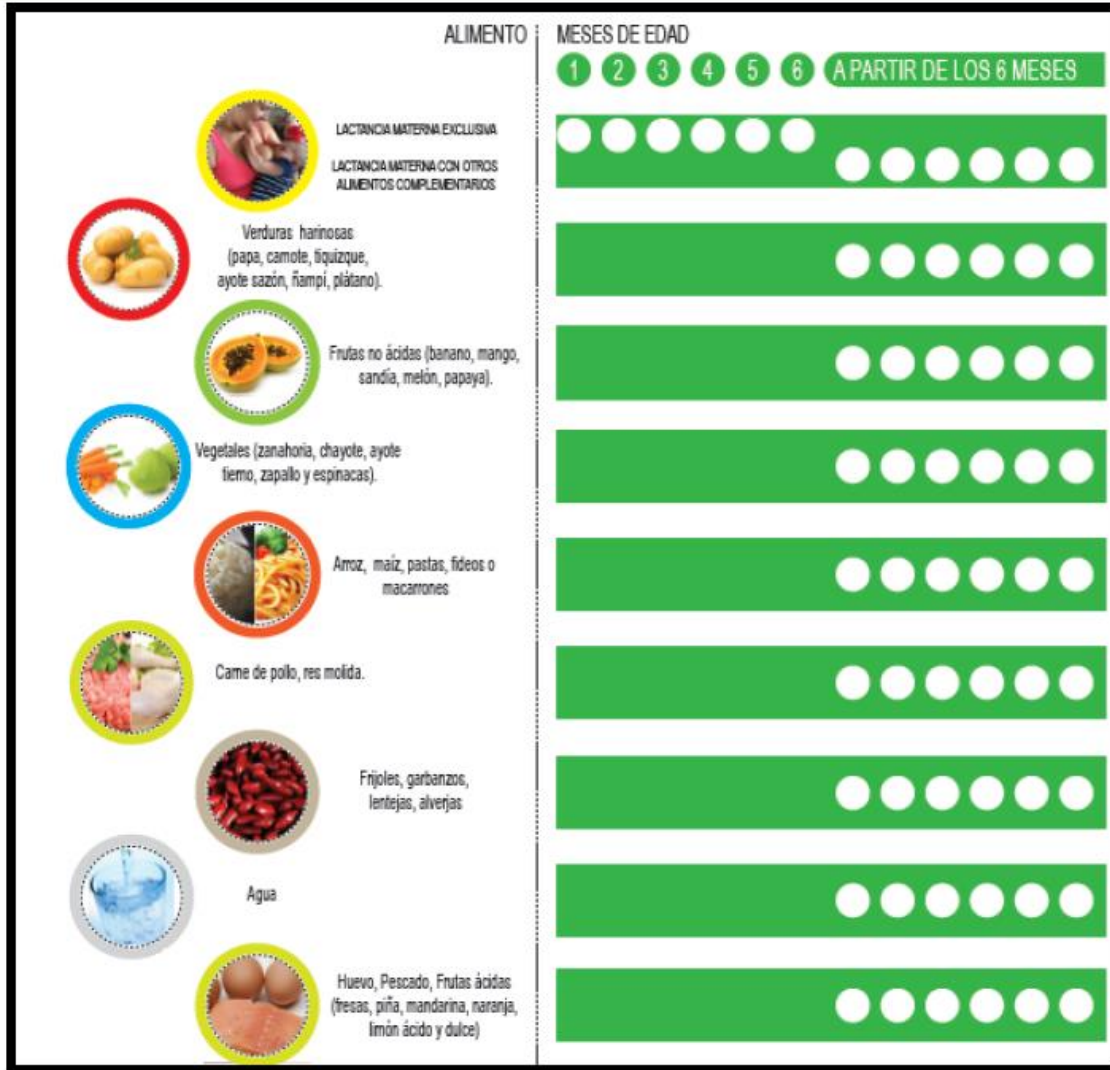 ALIMENTO
MESES DE EDAD
1 2 3 4 5 6 A PARTIR DE LOS 6 MESES
LACTANCIA MATERNA EXCLUSIVA
LACTANCIA MATERNA CON OTROS
ALIMENTOS COMPLEMENTARIOS
Verduras harinosas
(papa, camote, tiquizque,
ayote sazón, ñampí, plátano).
Frutas no ácidas (banano, mango,
sandía, melón, papaya).
Vegetales (zanahoria, chayote, ayote
tierno, zapallo y espinacas).
Arroz, maíz, pastas, fideos o
macarrones
Carne de pollo, res molida.
Frijoles, garbanzos,
lentejas, alverjas
Agua
Huevo, Pescado, Frutas ácidas
(fresas, piña, mandarina, naranja,
limón ácido y dulce)